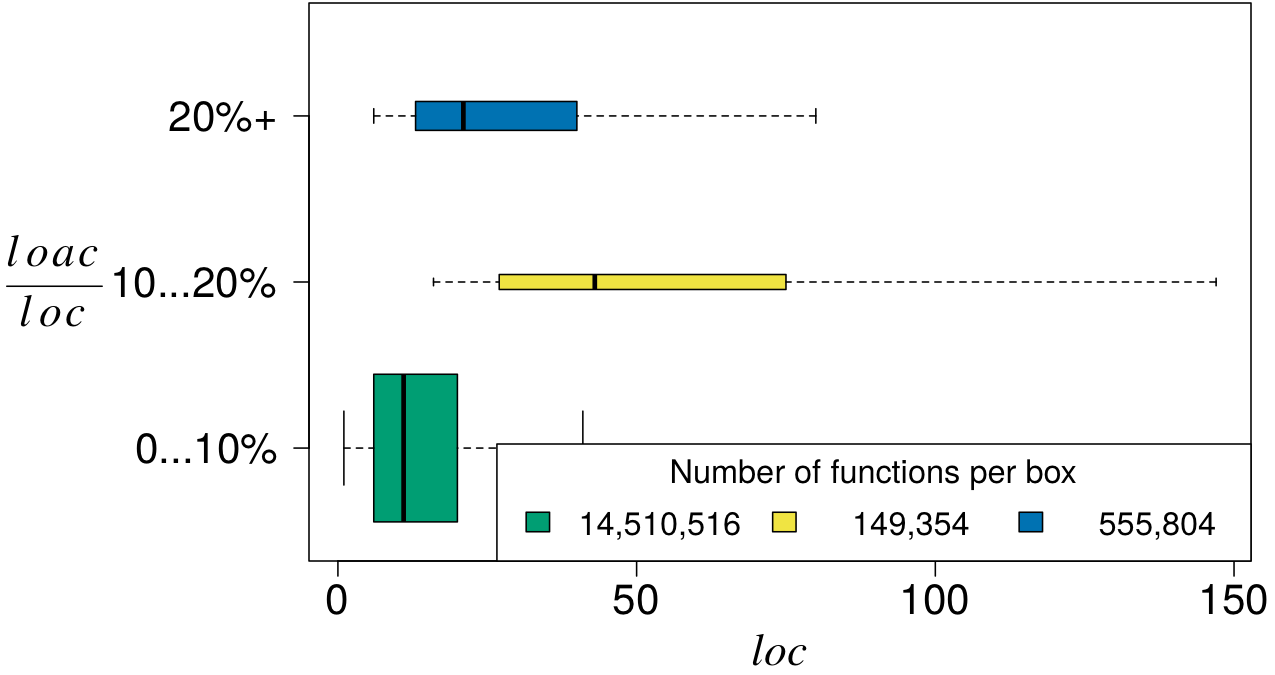 20%+
loac
loc
10...20%
0...10%
Number of functions per box
14,510,516 149,354 555,804
0 50 100 150
loc